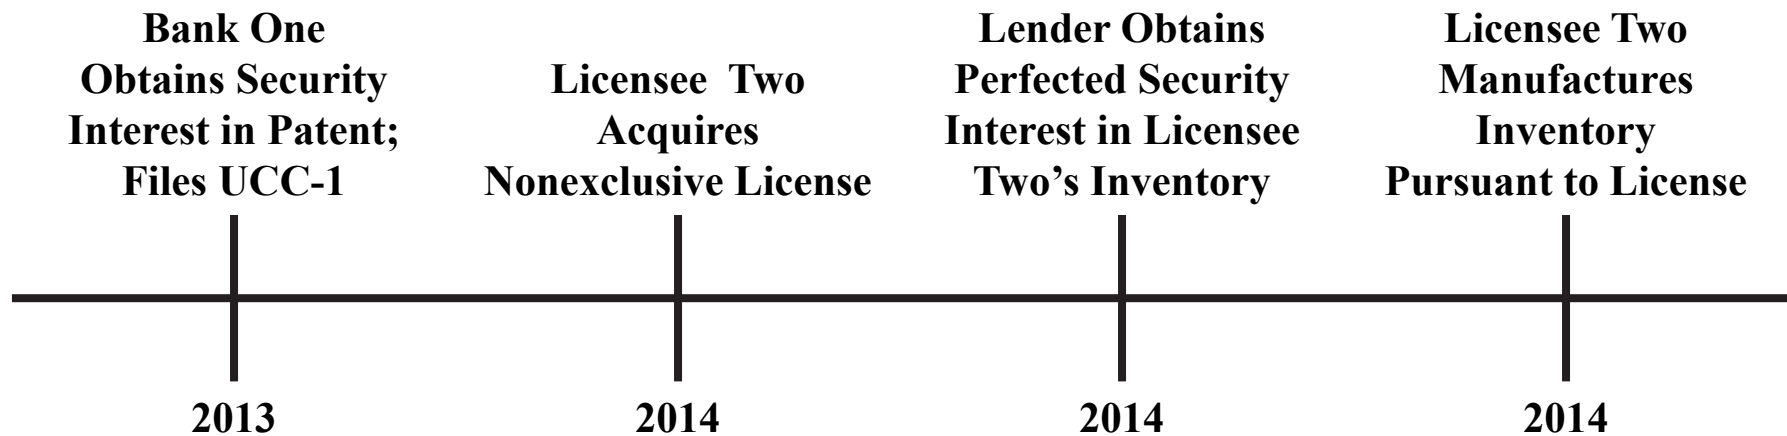 Bank One
Obtains Security
Interest in Patent;
Files UCC-1
Licensee Two
Acquires
Nonexclusive License
Lender Obtains
Perfected Security
Interest in Licensee
Two’s Inventory
Licensee Two
Manufactures
Inventory
Pursuant to License
2013
2014
2014
2014